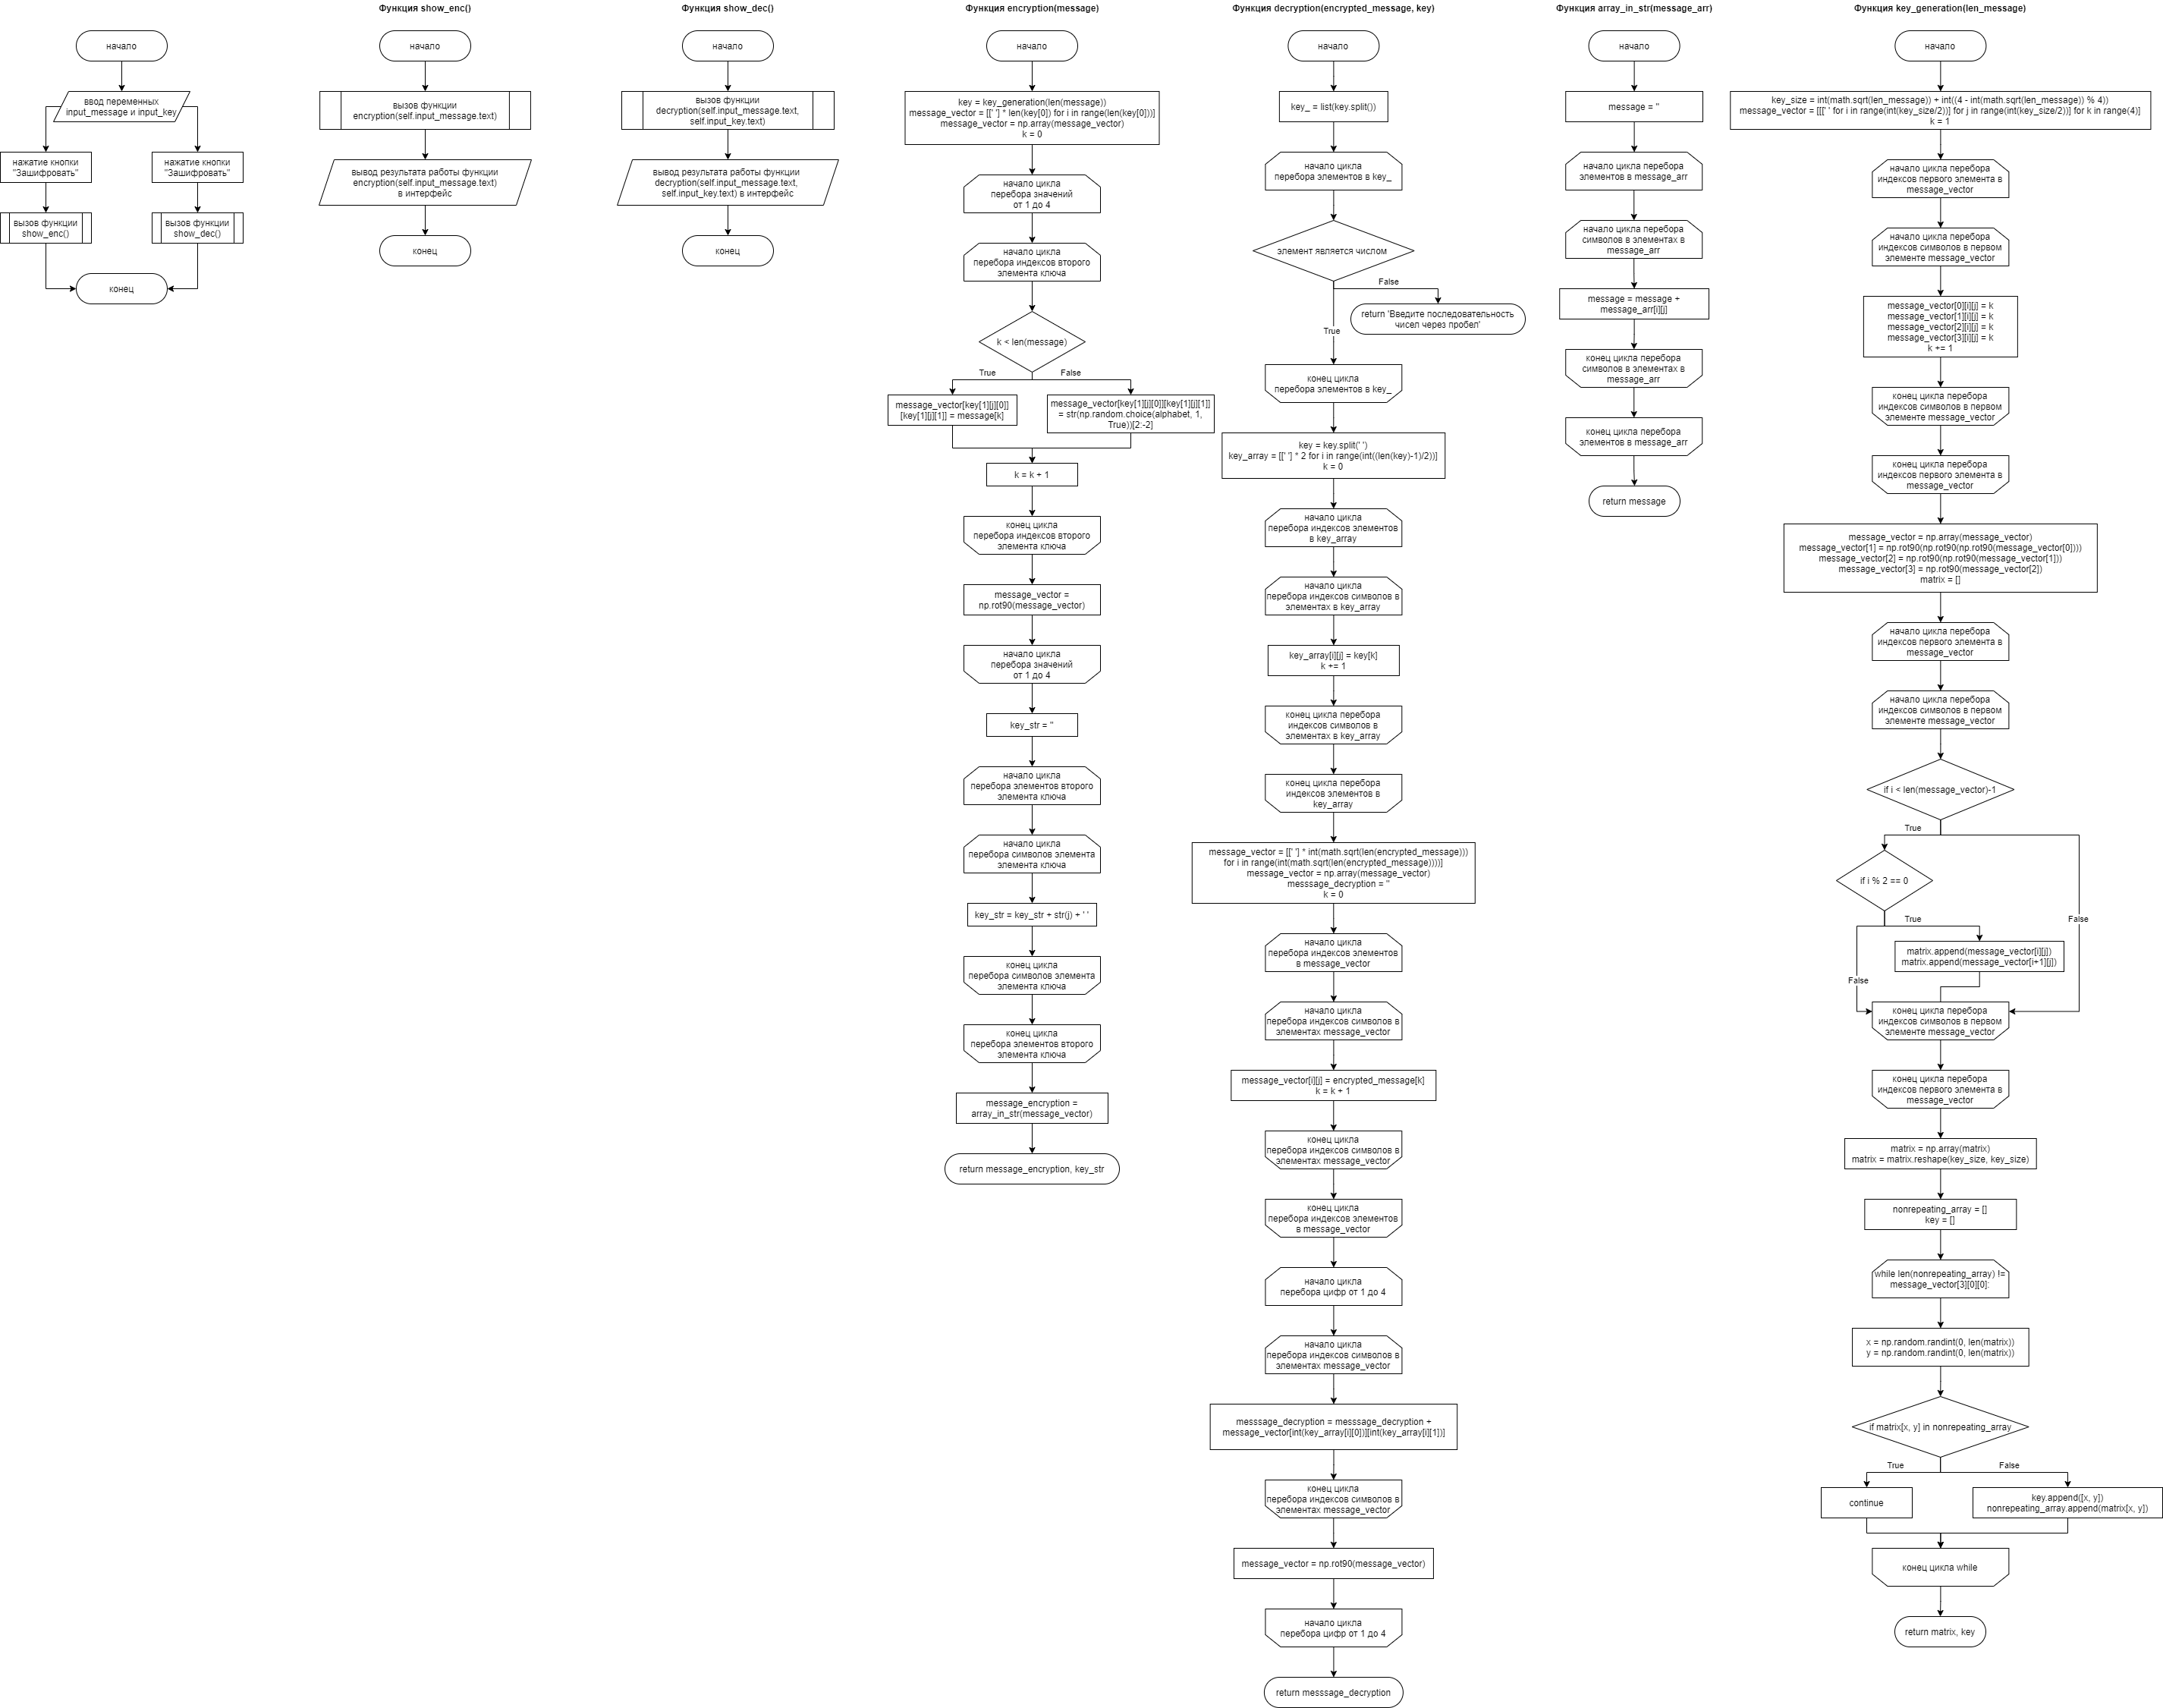 начало
ввод переменных
input_message и input_key
нажатие кнопки
"Зашифровать"
нажатие кнопки
"Зашифровать"
вызов функции
show_enc()
вызов функции
show_dec()
конец
Функция show_enc()
начало
вызов функции
encryption(self.input_message.text)
вывод результата работы функции
encryption(self.input_message.text)
в интерфейс
конец
Функция show_dec()
начало
вызов функции
decryption(self.input_message.text,
self.input_key.text)
вывод результата работы функции
decryption(self.input_message.text,
self.input_key.text) в интерфейс
конец
Функция encryption(message)
начало
key = key_generation(len(message))
message_vector = [[' '] * len(key[0]) for i in range(len(key[0]))]
message_vector = np.array(message_vector)
k = 0
начало цикла
перебора значений
от 1 до 4
начало цикла
перебора индексов второго
элемента ключа
k < len(message)
True
False
message_vector[key[1][j][0]]
[key[1][j][1]] = message[k]
message_vector[key[1][j][0]][key[1][j][1]]
= str(np.random.choice(alphabet, 1,
True))[2:-2]
k = k + 1
конец цикла
перебора индексов второго
элемента ключа
message_vector =
np.rot90(message_vector)
начало цикла
перебора значений
от 1 до 4
key_str = ''
начало цикла
перебора элементов второго
элемента ключа
начало цикла
перебора символов элемента
элемента ключа
key_str = key_str + str(j) + ' '
конец цикла
перебора символов элемента
элемента ключа
конец цикла
перебора элементов второго
элемента ключа
message_encryption =
array_in_str(message_vector)
return message_encryption, key_str
Функция decryption(encrypted_message, key)
начало
key_ = list(key.split())
начало цикла
перебора элементов в key_
элемент является числом
False
return 'Введите последовательность
чисел через пробел'
True
конец цикла
перебора элементов в key_
key = key.split(' ')
key_array = [[' '] * 2 for i in range(int((len(key)-1)/2))]
k = 0
начало цикла
перебора индексов элементов
в key_array
начало цикла
перебора индексов символов в
элементах в key_array
key_array[i][j] = key[k]
k += 1
конец цикла перебора
индексов символов в
элементах в key_array
конец цикла перебора
индексов элементов в
key_array
message_vector = [[' '] * int(math.sqrt(len(encrypted_message)))
for i in range(int(math.sqrt(len(encrypted_message))))]
message_vector = np.array(message_vector)
messsage_decryption = ''
k = 0
начало цикла
перебора индексов элементов
в message_vector
начало цикла
перебора индексов символов в
элементах message_vector
message_vector[i][j] = encrypted_message[k]
k = k + 1
конец цикла
перебора индексов символов в
элементах message_vector
конец цикла
перебора индексов элементов
в message_vector
начало цикла
перебора цифр от 1 до 4
начало цикла
перебора индексов символов в
элементах message_vector
messsage_decryption = messsage_decryption +
message_vector[int(key_array[i][0])][int(key_array[i][1])]
конец цикла
перебора индексов символов в
элементах message_vector
message_vector = np.rot90(message_vector)
начало цикла
перебора цифр от 1 до 4
return messsage_decryption
Функция array_in_str(message_arr)
начало
message = ''
начало цикла перебора
элементов в message_arr
начало цикла перебора
символов в элементах в
message_arr
message = message +
message_arr[i][j]
конец цикла перебора
символов в элементах в
message_arr
конец цикла перебора
элементов в message_arr
return message
Функция key_generation(len_message)
начало
key_size = int(math.sqrt(len_message)) + int((4 - int(math.sqrt(len_message)) % 4))
message_vector = [[[' ' for i in range(int(key_size/2))] for j in range(int(key_size/2))] for k in range(4)]
k = 1
начало цикла перебора
индексов первого элемента в
message_vector
начало цикла перебора
индексов символов в первом
элементе message_vector
message_vector[0][i][j] = k
message_vector[1][i][j] = k
message_vector[2][i][j] = k
message_vector[3][i][j] = k
k += 1
конец цикла перебора
индексов символов в первом
элементе message_vector
конец цикла перебора
индексов первого элемента в
message_vector
message_vector = np.array(message_vector)
message_vector[1] = np.rot90(np.rot90(np.rot90(message_vector[0])))
message_vector[2] = np.rot90(np.rot90(message_vector[1]))
message_vector[3] = np.rot90(message_vector[2])
matrix = []
начало цикла перебора
индексов первого элемента в
message_vector
начало цикла перебора
индексов символов в первом
элементе message_vector
if i < len(message_vector)-1
True
if i % 2 == 0
True
False
matrix.append(message_vector[i][j])
matrix.append(message_vector[i+1][j])
False
конец цикла перебора
индексов символов в первом
элементе message_vector
конец цикла перебора
индексов первого элемента в
message_vector
matrix = np.array(matrix)
matrix = matrix.reshape(key_size, key_size)
nonrepeating_array = []
key = []
while len(nonrepeating_array) !=
message_vector[3][0][0]:
x = np.random.randint(0, len(matrix))
y = np.random.randint(0, len(matrix))
if matrix[x, y] in nonrepeating_array
True
False
continue
key.append([x, y])
nonrepeating_array.append(matrix[x, y])
конец цикла while
return matrix, key